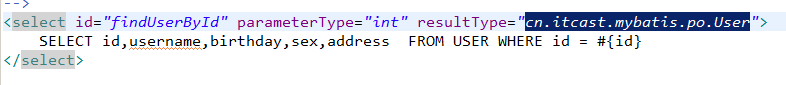 -->
<select id="findUserById" parameterType="int" resultType="cn.itcast.mybatis.po.User">
SELECT id,username,birthday,sex,address  FROM USER WHERE id = #{id}
</select>